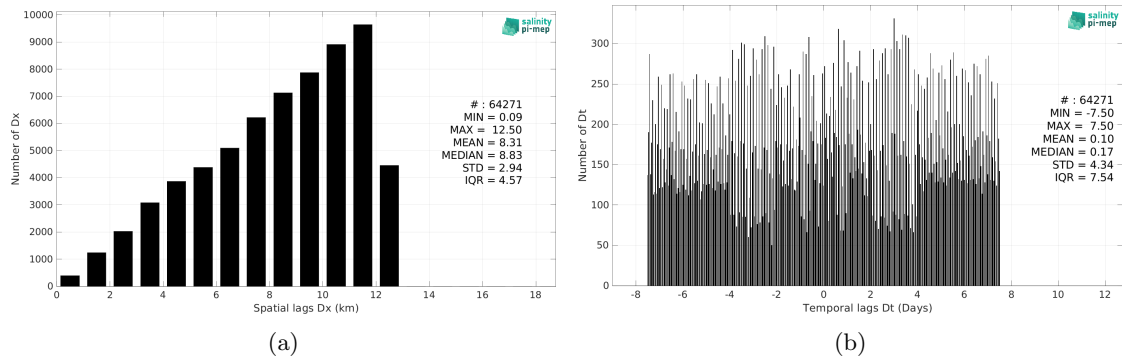 10000
9000
8000
7000
6000
5000
4000
3000
2000
1000
0
Number of Dx
0 2 4 6 8 10 12 14 16 18
Spatial lags Dx (km)
salinity
pi-mep
# : 64271
MIN = 0.09
MAX = 12.50
MEAN = 8.31
MEDIAN = 8.83
STD = 2.94
IQR = 4.57
(a)
300
250
200
150
100
50
0
Number of Dt
-8 -6 -4 -2 0 2 4 6 8 10 12
Temporal lags Dt (Days)
salinity
pi-mep
# : 64271
MIN = -7.50
MAX = 7.50
MEAN = 0.10
MEDIAN = 0.17
STD = 4.34
IQR = 7.54
(b)